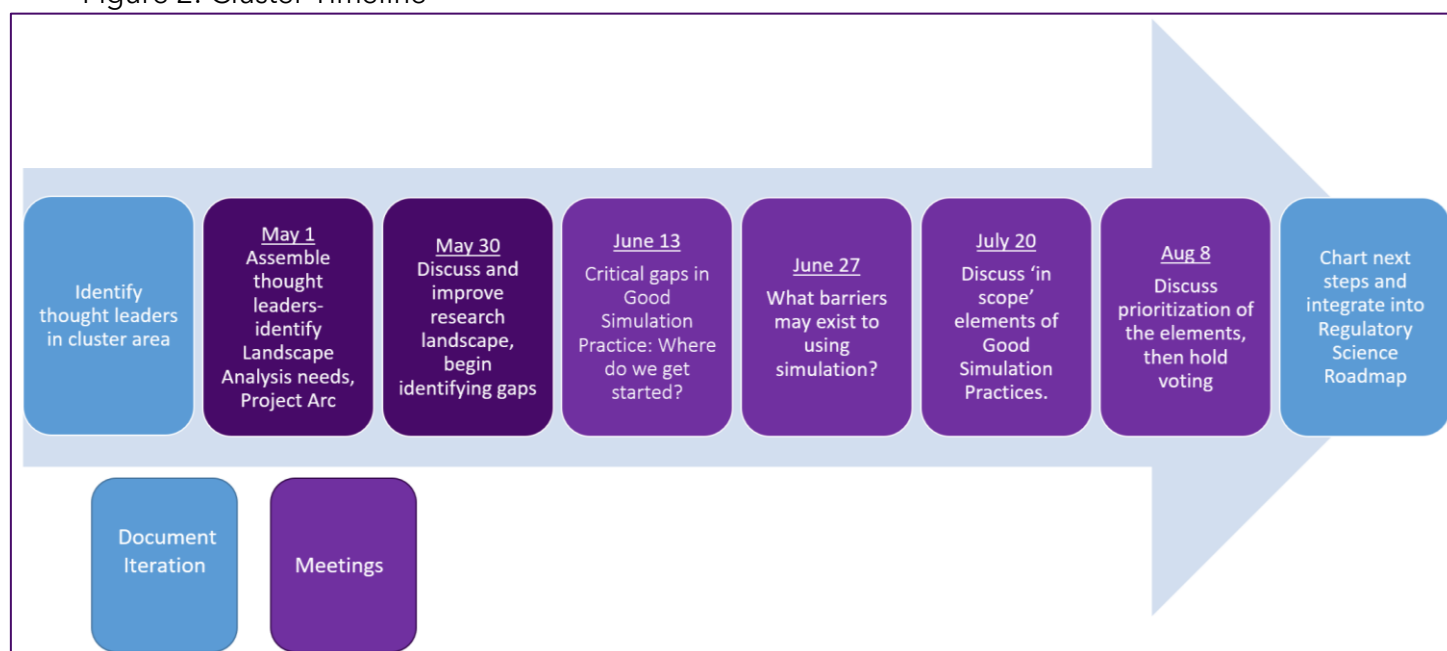 Figure 2: Cluster Timeline
Identify
thought leaders
in cluster area
May 1
Assemble
thought
leaders-
identify
Landscape
Analysis needs,
Project Arc
May 30
Discuss and
improve
research
landscape,
begin
identifying gaps
June 13
Critical gaps in
Good
Simulation
Practice: Where
do we get
started?
June 27
What barriers
may exist to
using
simulation?
July 20
Discuss ‘in
scope’
elements of
Good
Simulation
Practices.
Aug 8
Discuss
prioritization of
the elements,
then hold
voting
Chart next
steps and
integrate into
Regulatory
Science
Roadmap
Document
Iteration
Meetings